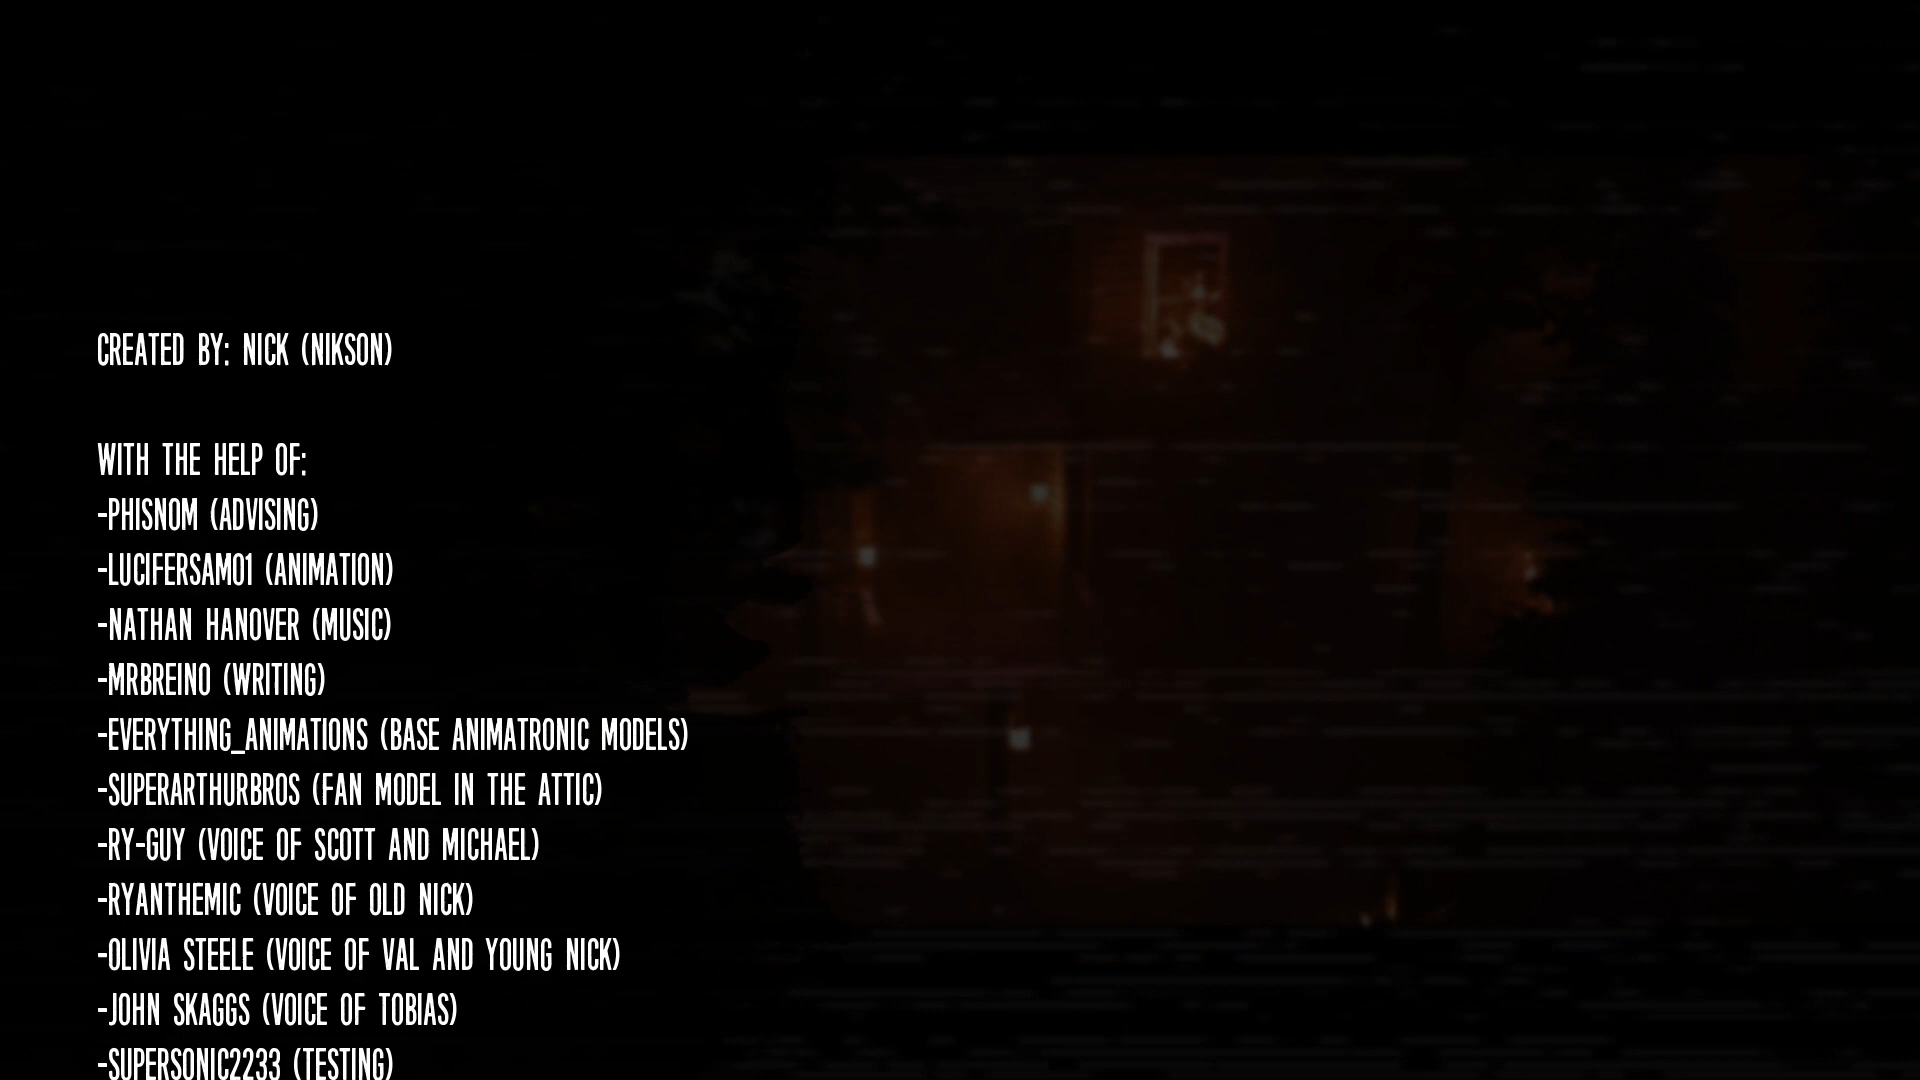 CREATED BY: NICK (NIKSON)
WITH THE HELP OF:
-PHISNOM (ADVISING)
-LUCIFERSAM01 (ANIMATION)
-NATHAN HANOVER (MUSIC)
-MRBREINO (WRITING)
-EVERYTHING_ANIMATIONS (BASE ANIMATRONIC MODELS)
-SUPERARTHURBROS (FAN MODEL IN THE ATTIC)
-RY-GUY (VOICE OF SCOTT AND MICHAEL)
-RYANTHEMIC (VOICE OF OLD NICK)
-OLIVIA STEELE (VOICE OF VAL AND YOUNG NICK)
-JOHN SKAGGS (VOICE OF TOBIAS)
-SUPERSONIC2233 (TESTING)